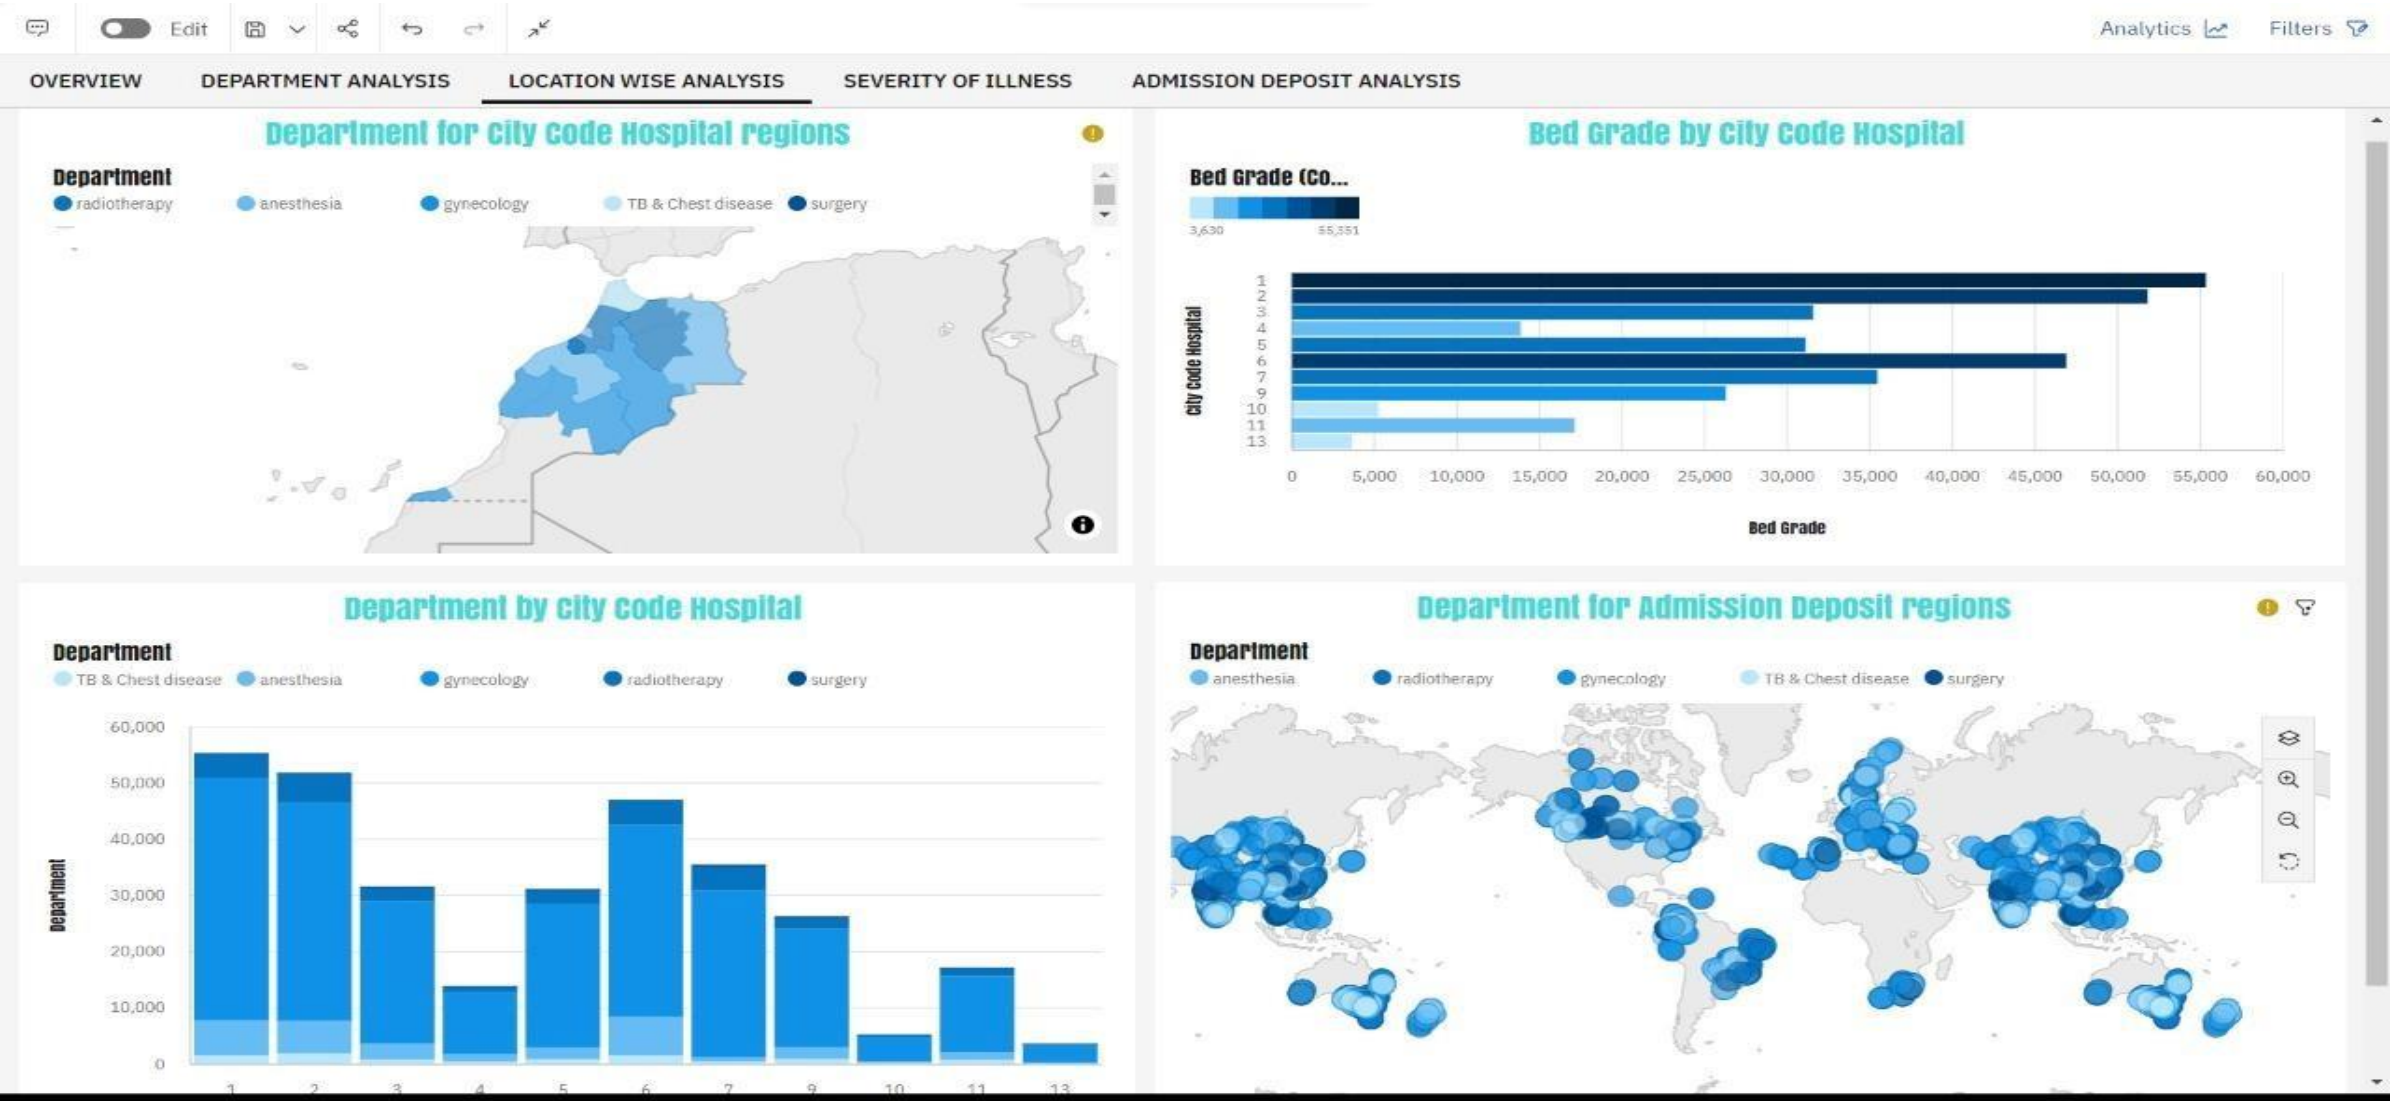 Edit
Analytics
Filters
OVERVIEW
DEPARTMENT ANALYSIS
LOCATION WISE ANALYSIS
SEVERITY OF ILLNESS
ADMISSION DEPOSIT ANALYSIS
Department for City Code Hospital regions
Department
radiotherapy anesthesia gynecology TB & Chest disease surgery
Bed Grade by City Code Hospital
Bed Grade (Co...
3,630 55,351
City Code Hospital
1
2
3
4
5
6
7
9
10
11
13
0 5,000 10,000 15,000 20,000 25,000 30,000 35,000 40,000 45,000 50,000 55,000 60,000
Bed Grade
Department by City Code Hospital
Department
TB & Chest disease anesthesia gynecology radiotherapy surgery
Department
60,000
50,000
40,000
30,000
20,000
10,000
0
1 2 3 4 5 6 7 9 10 11 13
Department for Admission Deposit regions
Department
anesthesia radiotherapy gynecology TB & Chest disease surgery